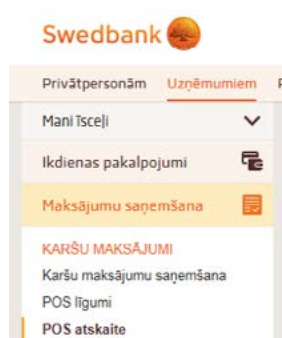 Swedbank
Privātpersonām Uzņēmumiem
Mani īsceļi
Ikdienas pakalpojumi
Maksājumu saņemšana
KARŠU MAKSĀJUMI
Karšu maksājumu saņemšana
POS līgumi
POS atskaite